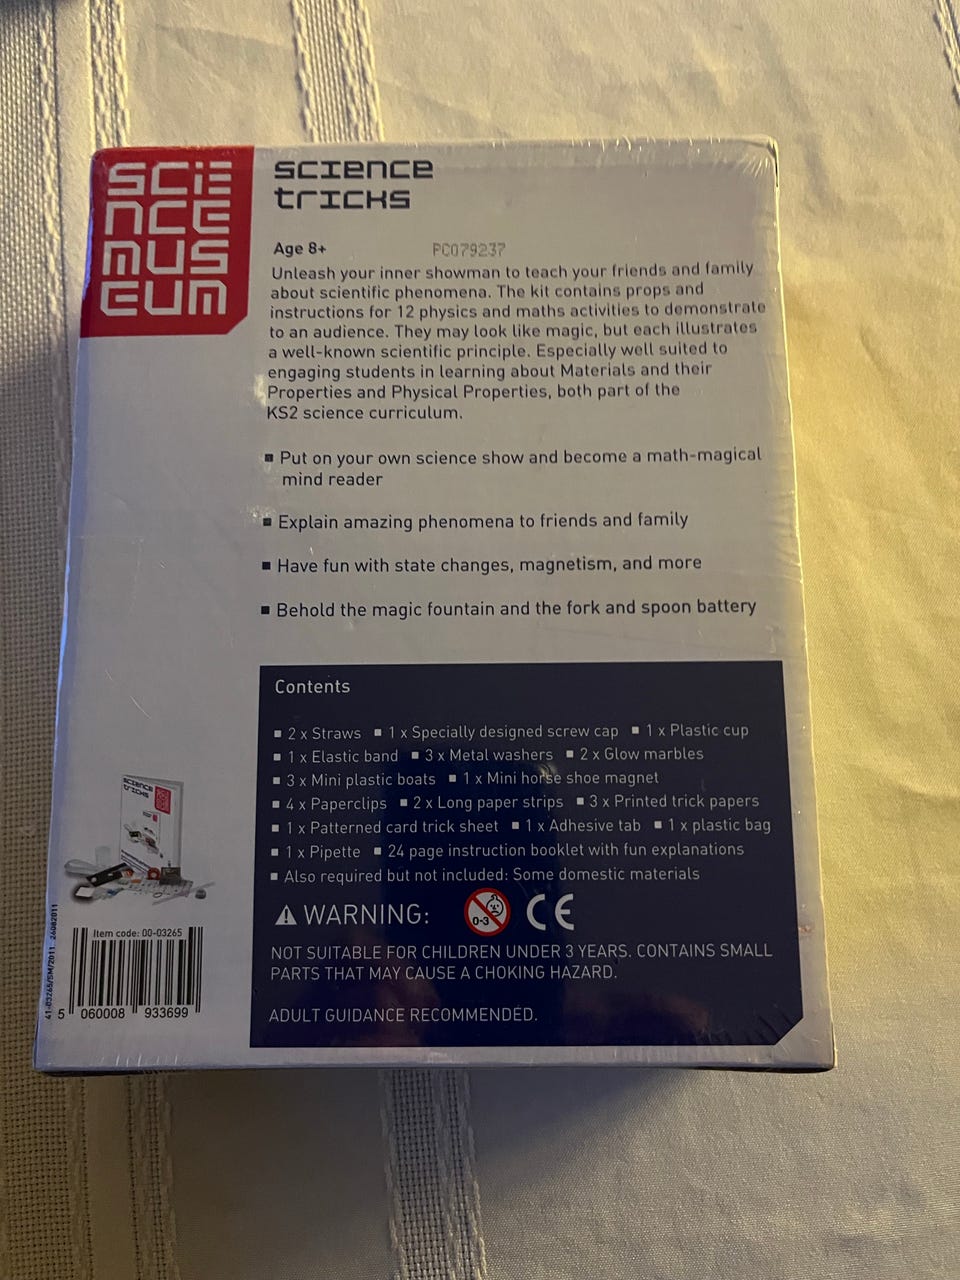 SCiE
NCE
MUS
EUM
SCIENCE
TRICKS
Age 8+
PC079237
Unleash your inner showman to teach your friends and family
about scientific phenomena. The kit contains props and
instructions for 12 physics and maths activities to demonstrate
to an audience. They may look like magic, but each illustrates
a well-known scientific principle. Especially well suited to
engaging students in learning about Materials and their
Properties and Physical Properties, both part of the
KS2 science curriculum.
▪ Put on your own science show and become a math-magical
mind reader
▪ Explain amazing phenomena to friends and family
▪ Have fun with state changes, magnetism, and more
▪ Behold the magic fountain and the fork and spoon battery
Contents
▪ 2 x Straws ▪ 1 x Specially designed screw cap ▪ 1 x Plastic cup
▪ 1 x Elastic band ▪ 3 x Metal washers ▪ 2 x Glow marbles
▪ 3 x Mini plastic boats ▪ 1 x Mini horse shoe magnet
▪ 4 x Paperclips ▪ 2 x Long paper strips ▪ 3 x Printed trick papers
▪ 1 x Patterned card trick sheet ▪ 1 x Adhesive tab ▪ 1 x plastic bag
▪ 1 x Pipette ▪ 24 page instruction booklet with fun explanations
▪ Also required but not included: Some domestic materials
WARNING: 0-3 CE
NOT SUITABLE FOR CHILDREN UNDER 3 YEARS. CONTAINS SMALL
PARTS THAT MAY CAUSE A CHOKING HAZARD.
ADULT GUIDANCE RECOMMENDED.
SCIENCE
TRICKS
Item code: 00-03265
5 060008 933699
41-03265/SM/2011 26082011